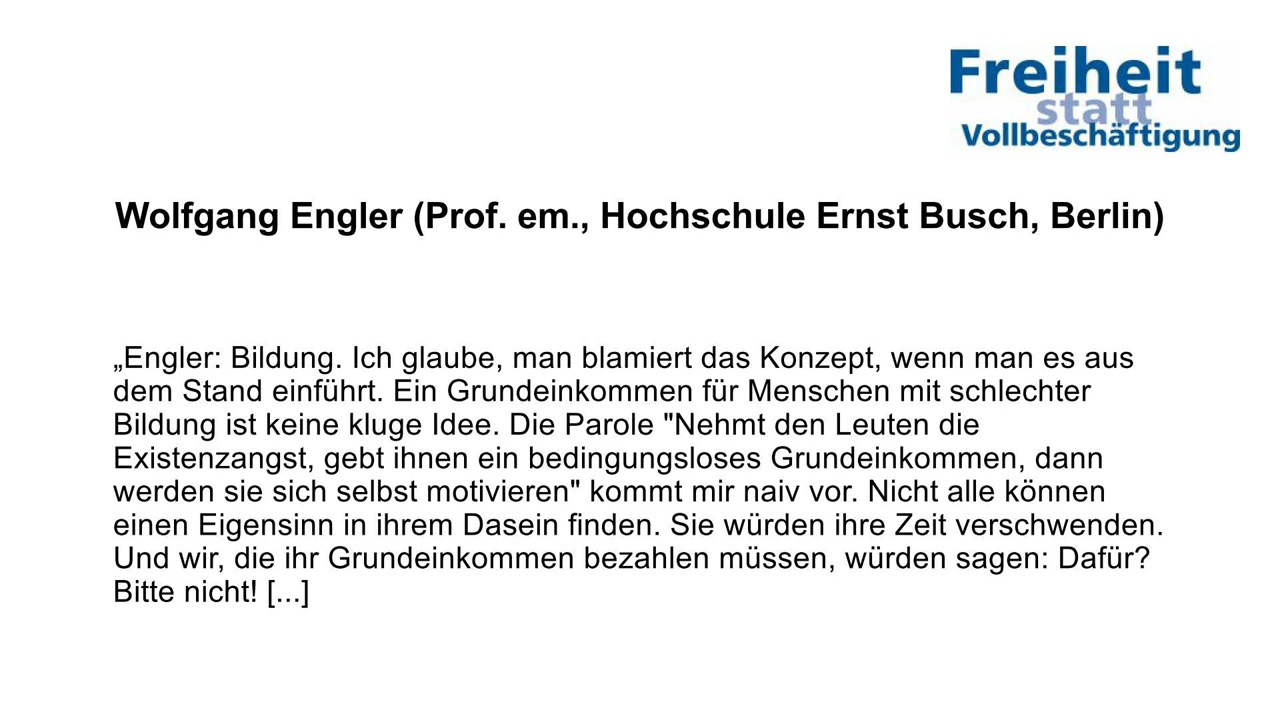 Freiheit
statt
Vollbeschäftigung
Wolfgang Engler (Prof. em., Hochschule Ernst Busch, Berlin)
„Engler: Bildung. Ich glaube, man blamiert das Konzept, wenn man es aus
dem Stand einführt. Ein Grundeinkommen für Menschen mit schlechter
Bildung ist keine kluge Idee. Die Parole "Nehmt den Leuten die
Existenzangst, gebt ihnen ein bedingungsloses Grundeinkommen, dann
werden sie sich selbst motivieren" kommt mir naiv vor. Nicht alle können
einen Eigensinn in ihrem Dasein finden. Sie würden ihre Zeit verschwenden.
Und wir, die ihr Grundeinkommen bezahlen müssen, würden sagen: Dafür?
Bitte nicht! [...]